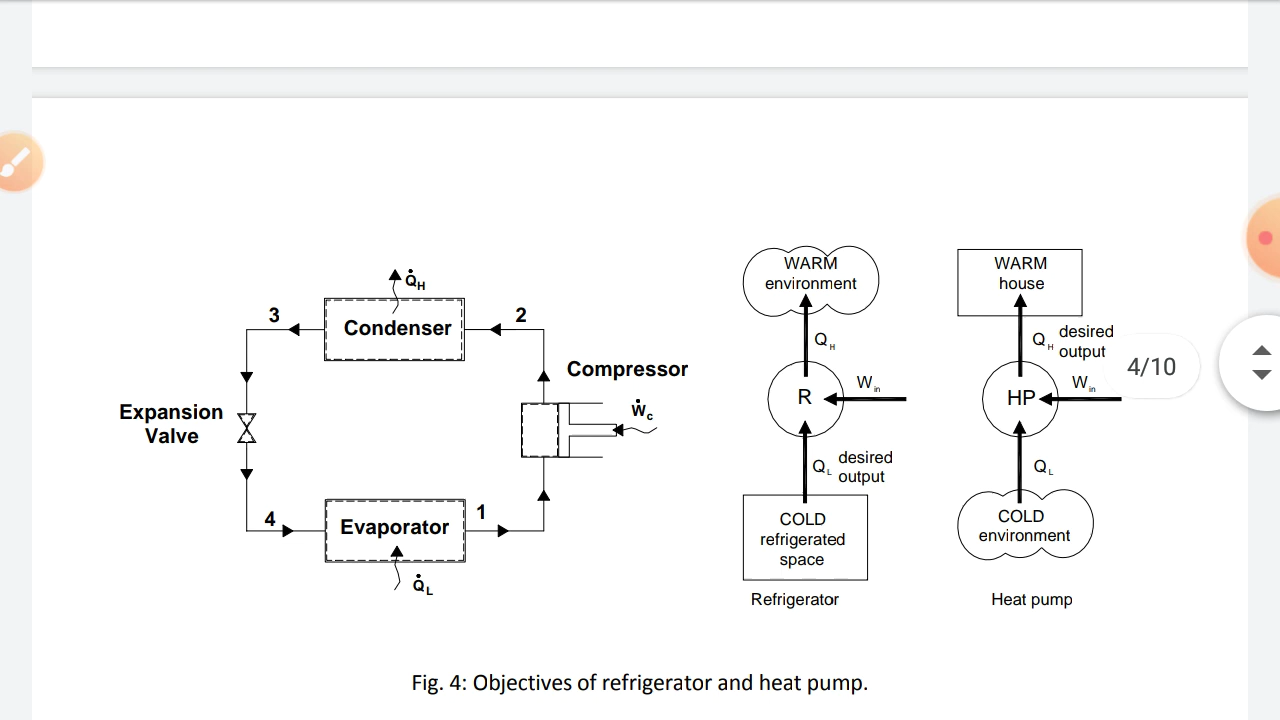 Q̇H
3
Condenser
2
Compressor
Expansion
Valve
Ẇc
4
Evaporator
1
Q̇L
WARM
environment
QH
R
Win
QL
desired
output
COLD
refrigerated
space
Refrigerator
WARM
house
QH
desired
output
HP
Win
QL
COLD
environment
Heat pump
4/10
Fig. 4: Objectives of refrigerator and heat pump.